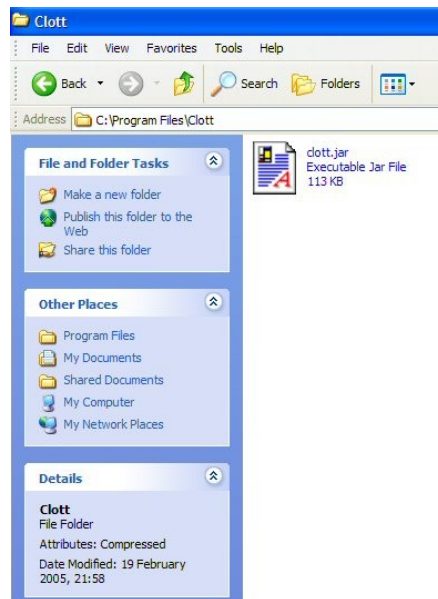 Clott
File Edit View Favorites Tools Help
Back Search Folders
Address C:\Program Files\Clott
File and Folder Tasks
Make a new folder
Publish this folder to the
Web
Share this folder
Other Places
Program Files
My Documents
Shared Documents
My Computer
My Network Places
Details
Clott
File Folder
Attributes: Compressed
Date Modified: 19 February
2005, 21:58
clott.jar
Executable Jar File
113 KB